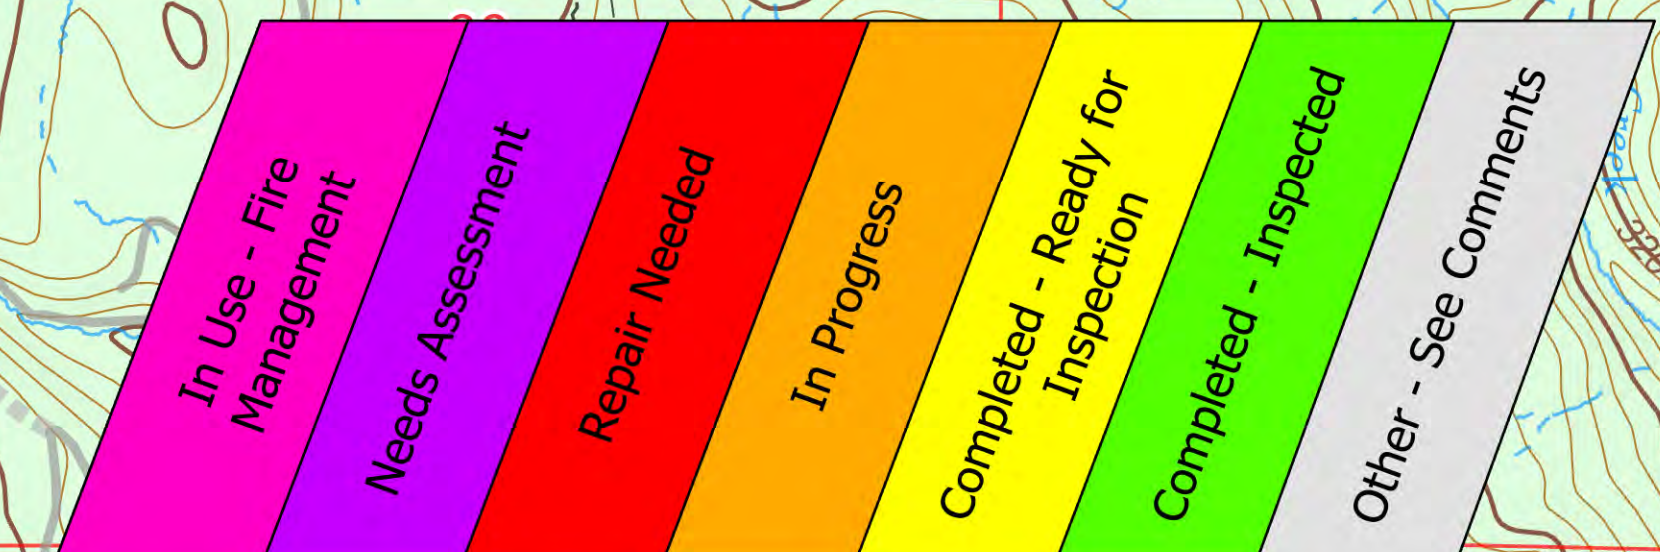 In Use - Fire
Management
Needs Assessment
Repair Needed
In Progress
Completed - Ready for
Inspection
Completed - Inspected
Other - See Comments